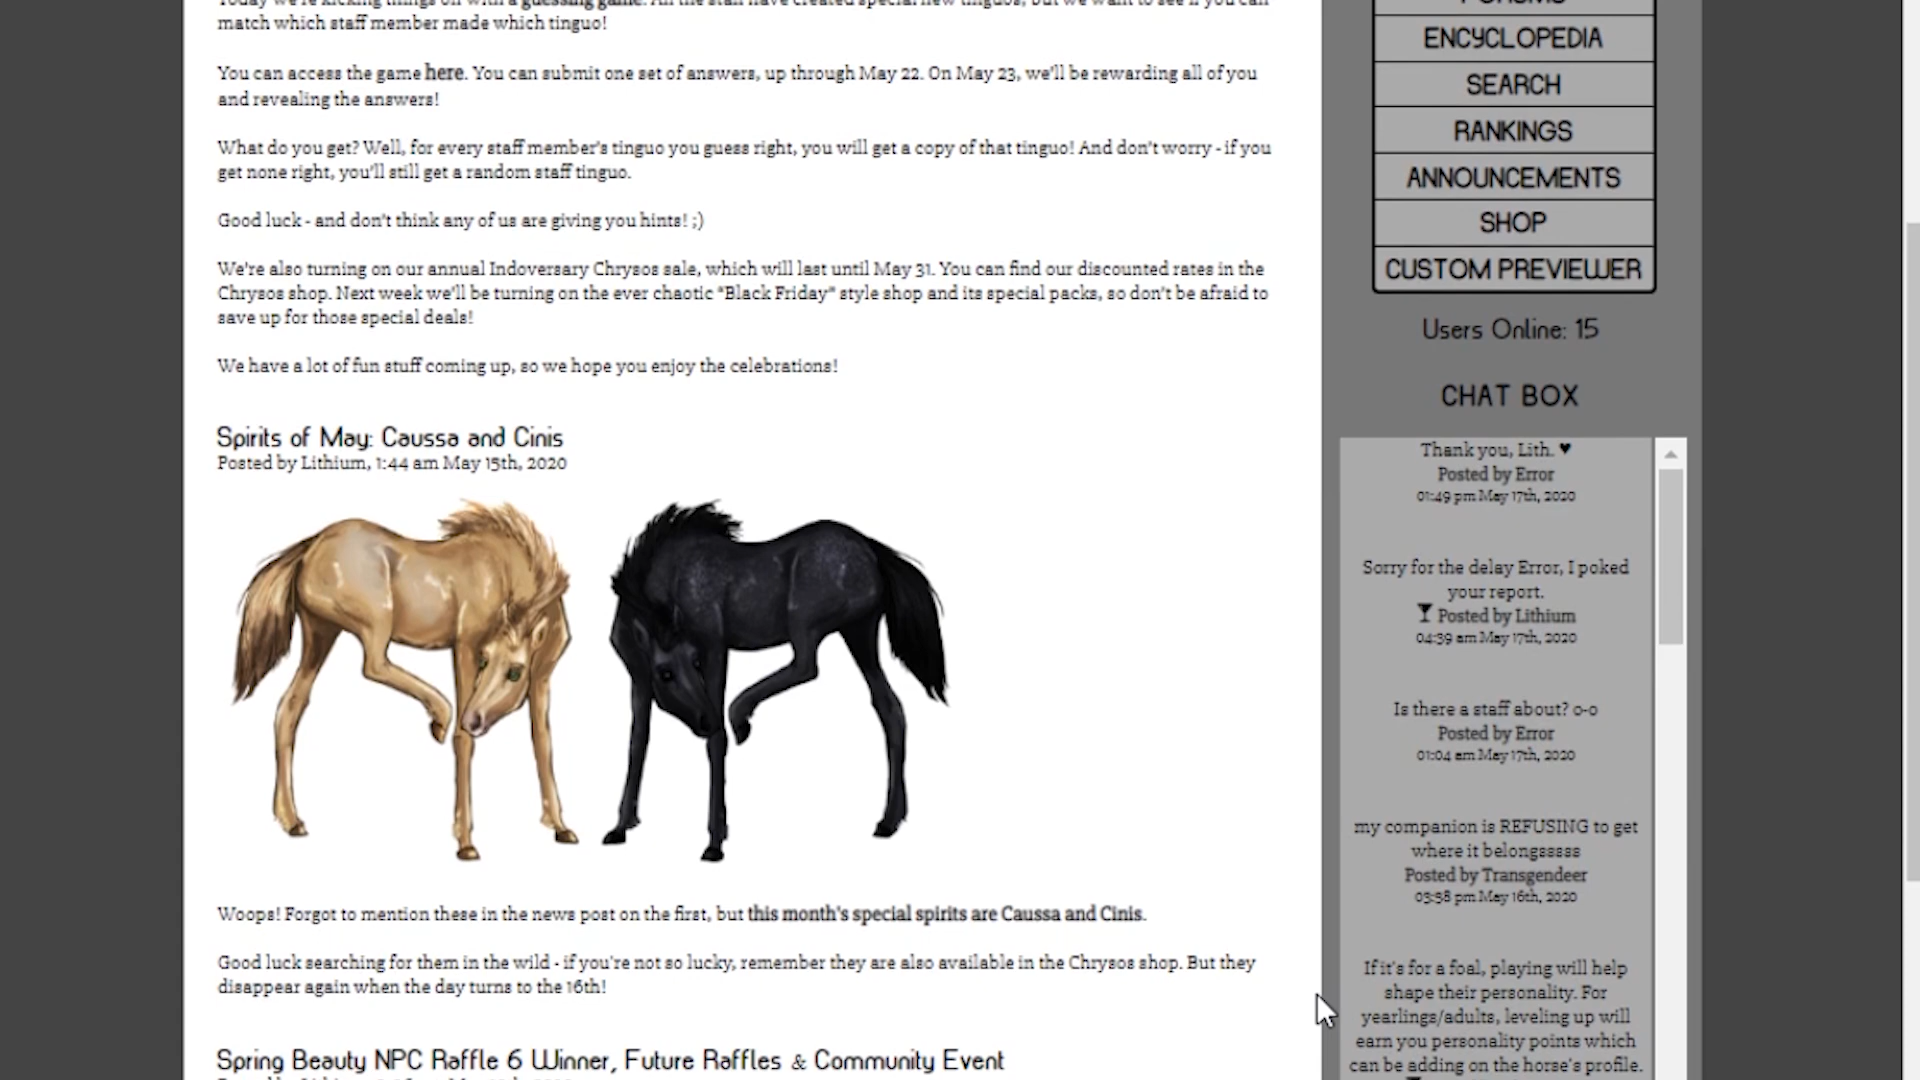 match which staff member made which tinguo!
You can access the game here. You can submit one set of answers, up through May 22. On May 23, we'll be rewarding all of you
and revealing the answers!
What do you get? Well, for every staff member's tinguo you guess right, you will get a copy of that tinguo! And don't worry - if you
get none right, you'll still get a random staff tinguo.
Good luck - and don't think any of us are giving you hints! ;)
We're also turning on our annual Indoversary Chrysos sale, which will last until May 31. You can find our discounted rates in the
Chrysos shop. Next week we'll be turning on the ever chaotic "Black Friday" style shop and its special packs, so don't be afraid to
save up for those special deals!
We have a lot of fun stuff coming up, so we hope you enjoy the celebrations!
Spirits of May: Caussa and Cinis
Posted by Lithium, 1:44 am May 15th, 2020
Woops! Forgot to mention these in the news post on the first, but this month's special spirits are Caussa and Cinis.
Good luck searching for them in the wild - if you're not so lucky, remember they are also available in the Chrysos shop. But they
disappear again when the day turns to the 16th!
Spring Beauty NPC Raffle 6 Winner, Future Raffles & Community Event
ENCYCLOPEDIA
SEARCH
RANKINGS
ANNOUNCEMENTS
SHOP
CUSTOM PREVIEWER
Users Online: 15
CHAT BOX
Thank you, Lith. ♥
Posted by Error
01:49 pm May 17th, 2020
Sorry for the delay Error, I poked
your report.
Posted by Lithium
04:39 am May 17th, 2020
Is there a staff about? o-o
Posted by Error
01:04 am May 17th, 2020
my companion is REFUSING to get
where it belongsssss
Posted by Transgendeer
03:58 pm May 16th, 2020
If it's for a foal, playing will help
shape their personality. For
yearlings/adults, leveling up will
earn you personality points which
can be adding on the horse's profile.